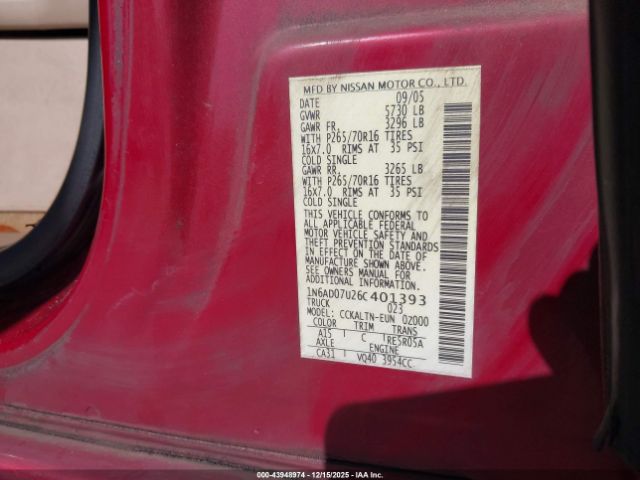 MFD BY NISSAN MOTOR CO., LTD.
DATE 09/05
GVWR 5730 LB
GAWR FR. 3296 LB
WITH P265/70R16 TIRES
16x7.0 RIMS AT 35 PSI
COLD SINGLE
GAWR RR. 3265 LB
WITH P265/70R16 TIRES
16x7.0 RIMS AT 35 PSI
COLD SINGLE
THIS VEHICLE CONFORMS TO
ALL APPLICABLE FEDERAL
MOTOR VEHICLE SAFETY AND
THEFT PREVENTION STANDARDS
IN EFFECT ON THE DATE OF
MANUFACTURE SHOWN ABOVE.
SEE OWNERS MANUAL FOR
ADDITIONAL INFORMATION.
1N6AD07U26C401393
TRUCK 023
MODEL: CCKALTN-EUN 02000
COLOR TRIM TRANS
A15 C RE5R05A
AXLE ENGINE
CA31 VQ40 3954CC
000-43948974 | 12/15/2025 | IAAI, Inc.